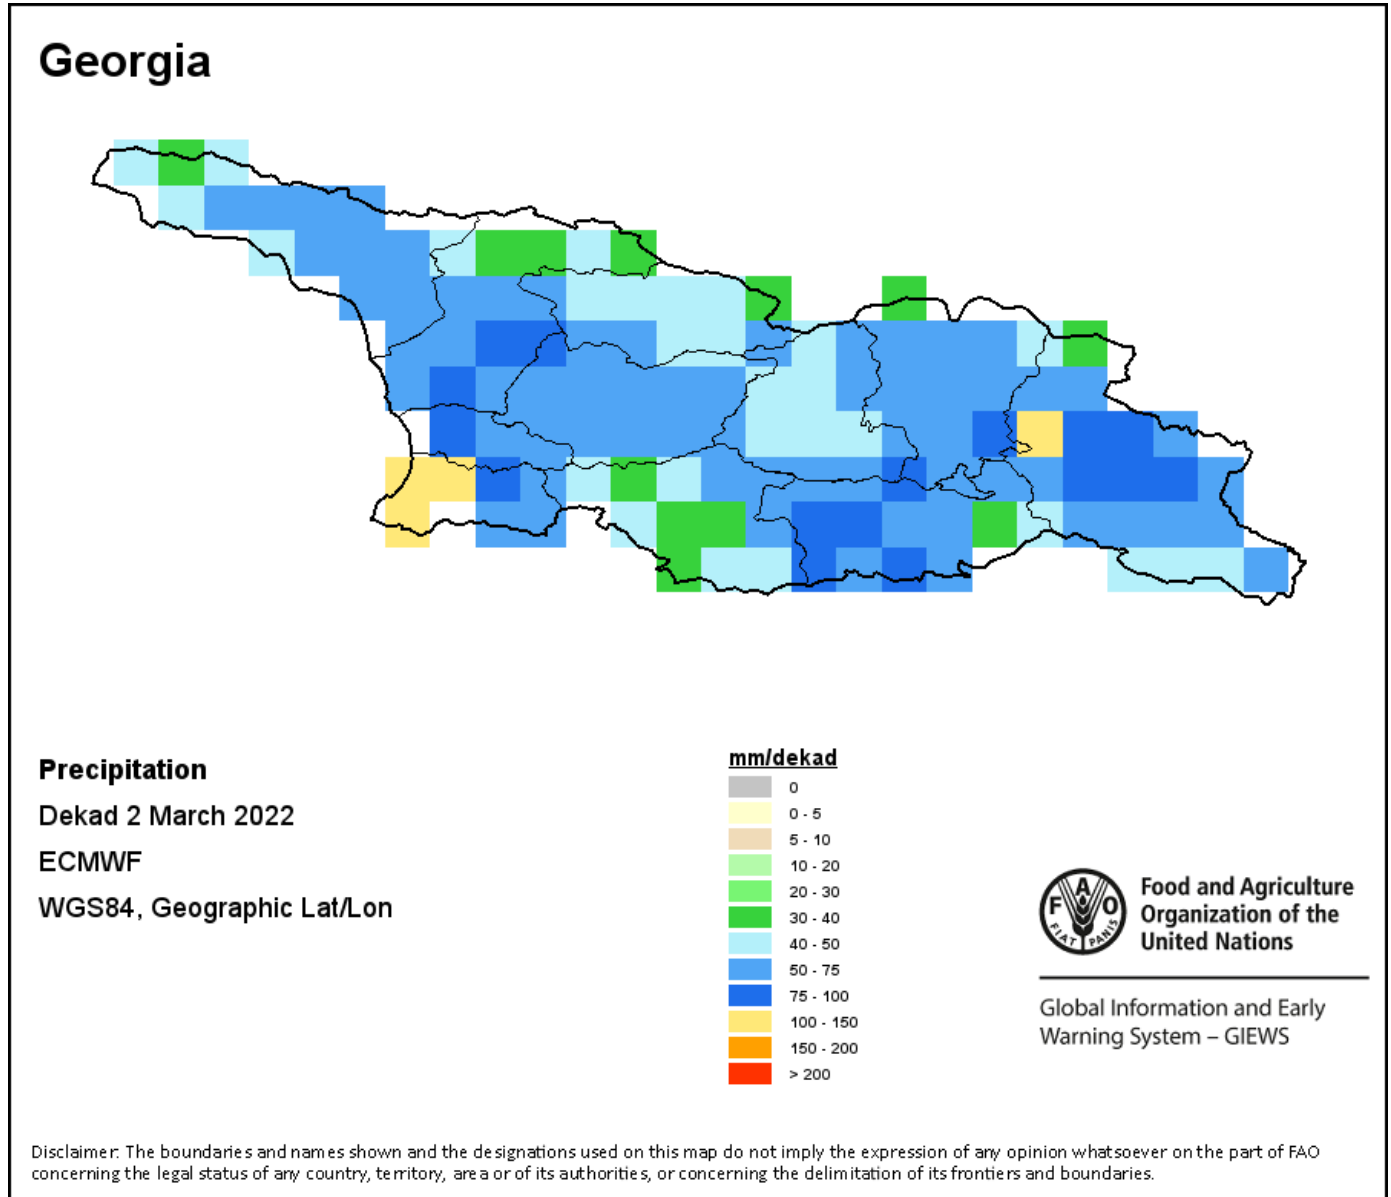 Georgia
Precipitation
Dekad 2 March 2022
ECMWF
WGS84, Geographic Lat/Lon
mm/dekad
0
0 - 5
5 - 10
10 - 20
20 - 30
30 - 40
40 - 50
50 - 75
75 - 100
100 - 150
150 - 200
> 200
F A O
FIAT PANIS
Food and Agriculture
Organization of the
United Nations
Global Information and Early
Warning System – GIEWS
Disclaimer: The boundaries and names shown and the designations used on this map do not imply the expression of any opinion whatsoever on the part of FAO
concerning the legal status of any country, territory, area or of its authorities, or concerning the delimitation of its frontiers and boundaries.